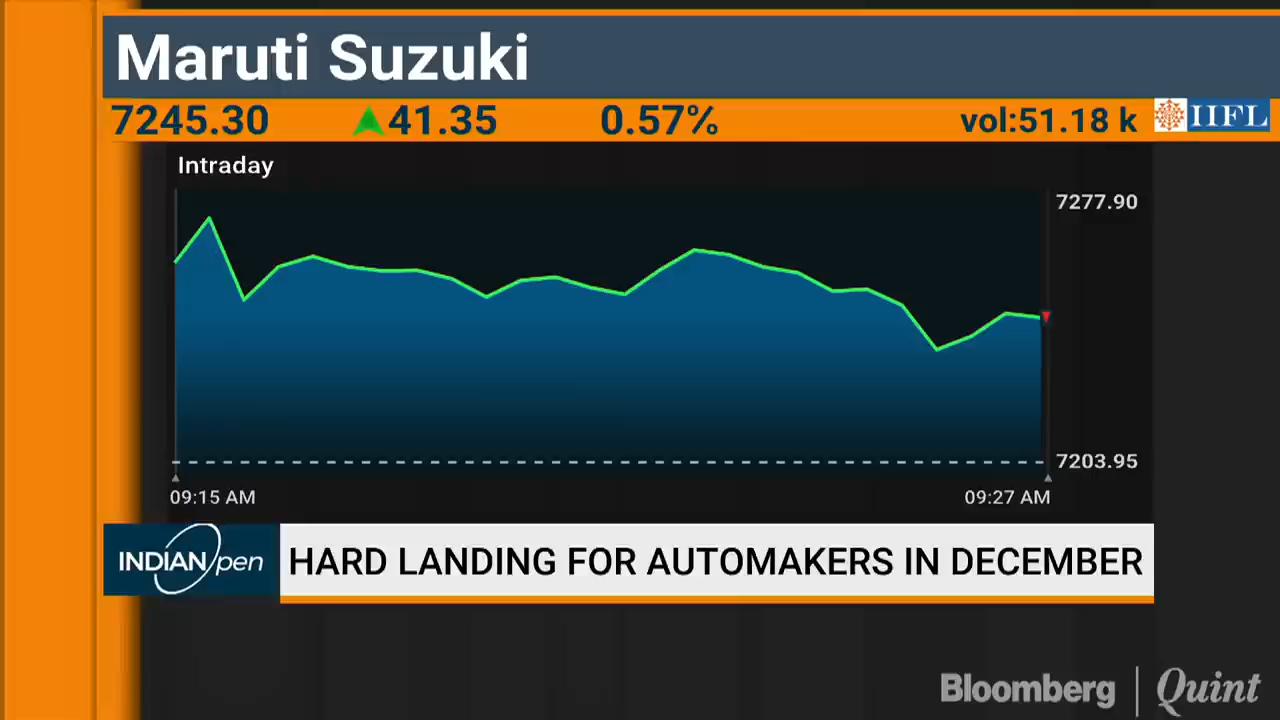 Maruti Suzuki
7245.30 41.35 0.57% vol:51.18 k IIFL
Intraday
7277.90
7203.95
09:15 AM 09:27 AM
INDIAN Open HARD LANDING FOR AUTOMAKERS IN DECEMBER
Bloomberg | Quint